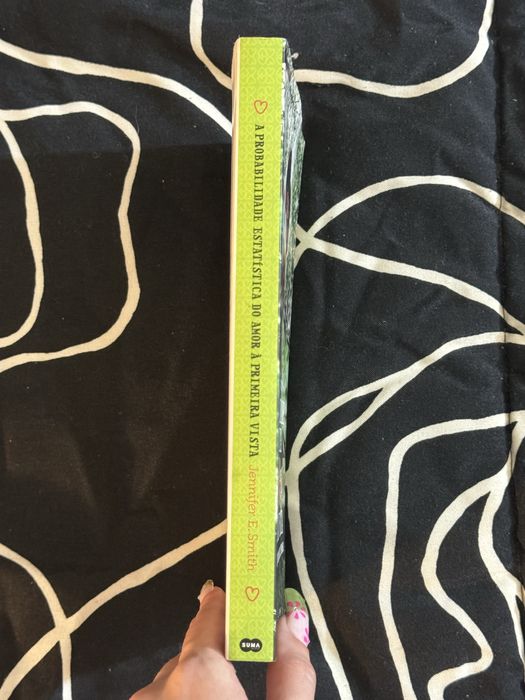 A PROBABILIDADE ESTATÍSTICA DO AMOR À PRIMEIRA VISTA Jennifer E. Smith
SUMA